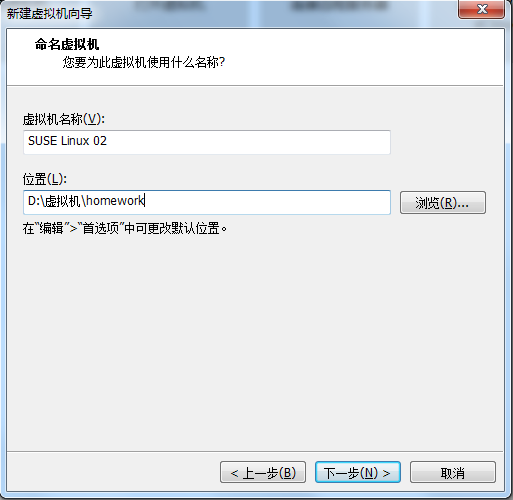 新建虚拟机向导
命名虚拟机
您要为此虚拟机使用什么名称?
虚拟机名称(V):
SUSE Linux 02
位置(L):
D:\虚拟机\homework
浏览(R)...
在"编辑">"首选项"中可更改默认位置。
< 上一步(B)
下一步(N) >
取消